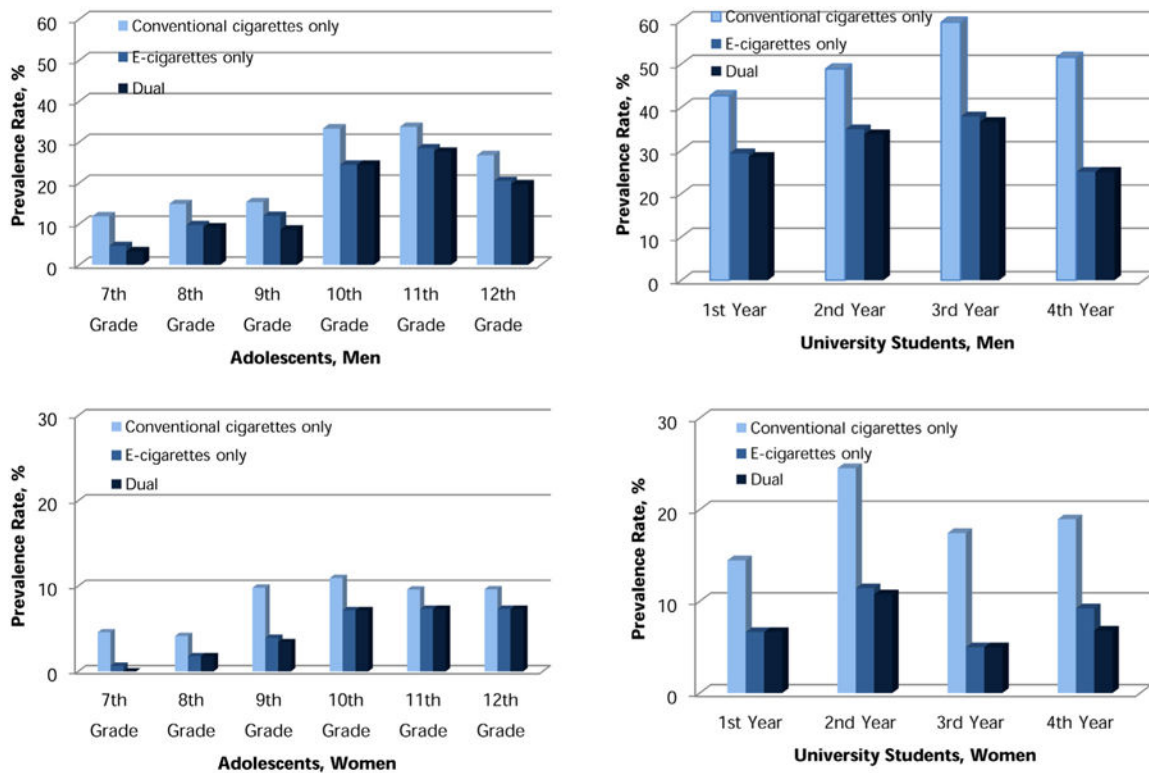 60
50
40
30
20
10
0
Prevalence Rate, %
Conventional cigarettes only
E-cigarettes only
Dual
7th
Grade
8th
Grade
9th
Grade
10th
Grade
11th
Grade
12th
Grade
Adolescents, Men
60
50
40
30
20
10
0
Prevalence Rate, %
Conventional cigarettes only
E-cigarettes only
Dual
1st Year
2nd Year
3rd Year
4th Year
University Students, Men
30
20
10
0
Prevalence Rate, %
Conventional cigarettes only
E-cigarettes only
Dual
7th
Grade
8th
Grade
9th
Grade
10th
Grade
11th
Grade
12th
Grade
Adolescents, Women
30
20
10
0
Prevalence Rate, %
Conventional cigarettes only
E-cigarettes only
Dual
1st Year
2nd Year
3rd Year
4th Year
University Students, Women